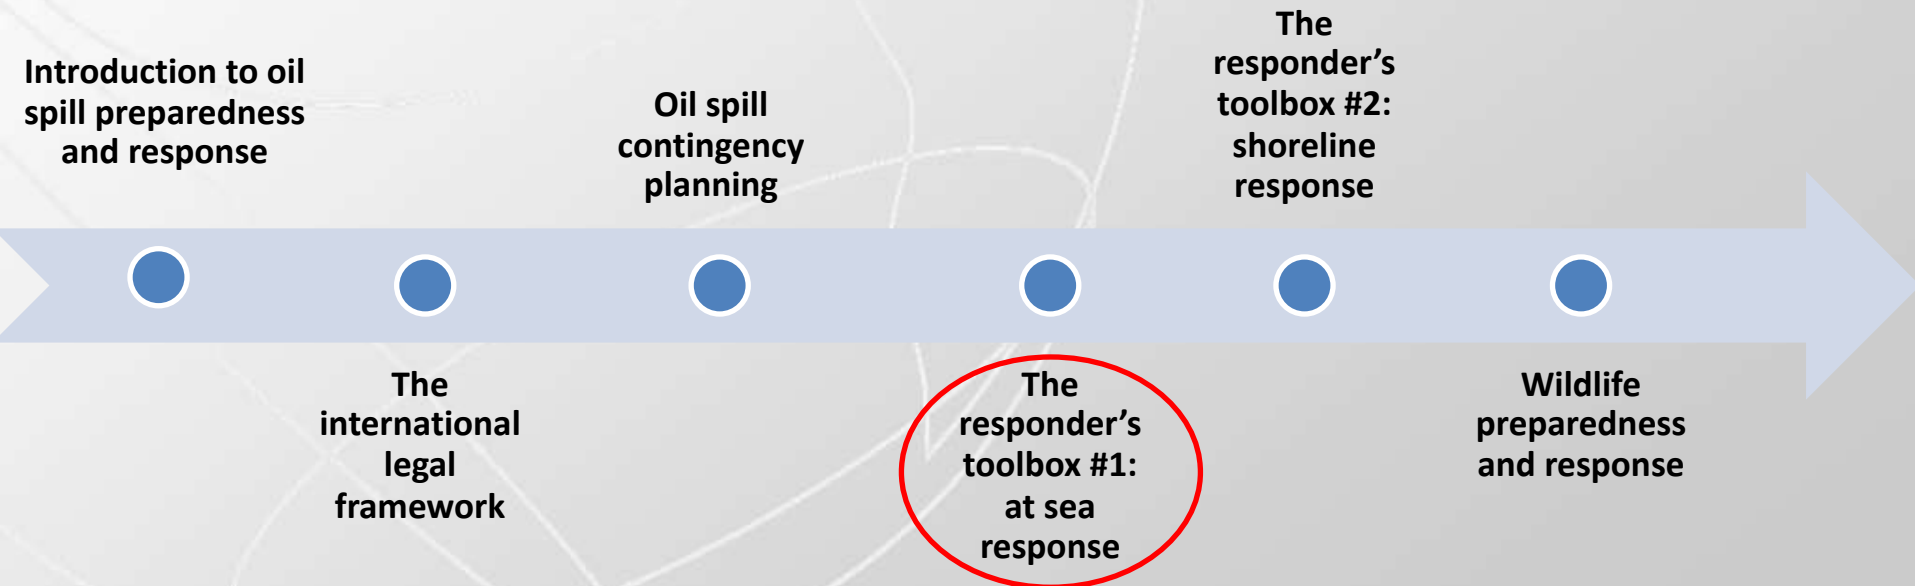 Introduction to oil
spill preparedness
and response
The
international
legal
framework
Oil spill
contingency
planning
The
responder’s
toolbox #1:
at sea
response
The
responder’s
toolbox #2:
shoreline
response
Wildlife
preparedness
and response